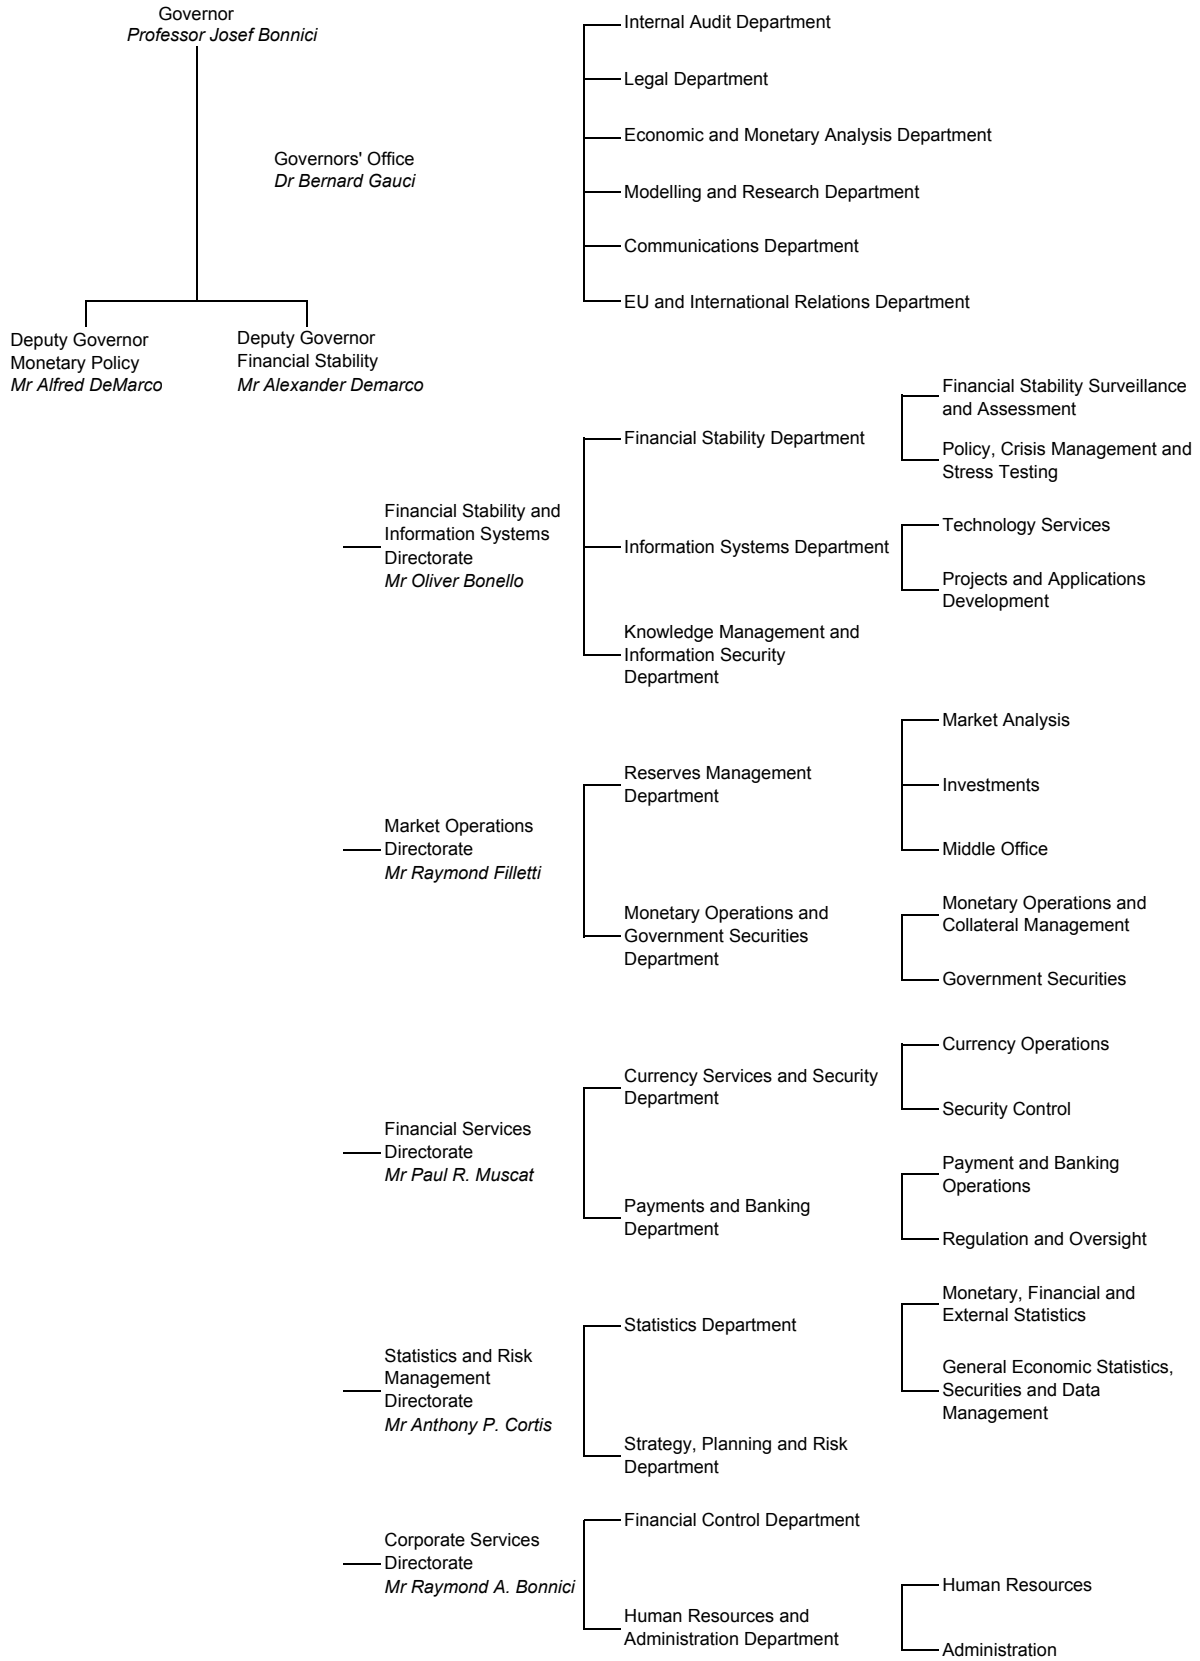 Governor
Professor Josef Bonnici
Governors' Office
Dr Bernard Gauci
Deputy Governor
Monetary Policy
Mr Alfred DeMarco
Deputy Governor
Financial Stability
Mr Alexander Demarco
Internal Audit Department
Legal Department
Economic and Monetary Analysis Department
Modelling and Research Department
Communications Department
EU and International Relations Department
Financial Stability and
Information Systems
Directorate
Mr Oliver Bonello
Financial Stability Department
Financial Stability Surveillance
and Assessment
Policy, Crisis Management and
Stress Testing
Information Systems Department
Technology Services
Projects and Applications
Development
Knowledge Management and
Information Security
Department
Market Operations
Directorate
Mr Raymond Filletti
Reserves Management
Department
Market Analysis
Investments
Middle Office
Monetary Operations and
Government Securities
Department
Monetary Operations and
Collateral Management
Government Securities
Financial Services
Directorate
Mr Paul R. Muscat
Currency Services and Security
Department
Currency Operations
Security Control
Payments and Banking
Department
Payment and Banking
Operations
Regulation and Oversight
Statistics and Risk
Management
Directorate
Mr Anthony P. Cortis
Statistics Department
Monetary, Financial and
External Statistics
General Economic Statistics,
Securities and Data
Management
Strategy, Planning and Risk
Department
Corporate Services
Directorate
Mr Raymond A. Bonnici
Financial Control Department
Human Resources and
Administration Department
Human Resources
Administration